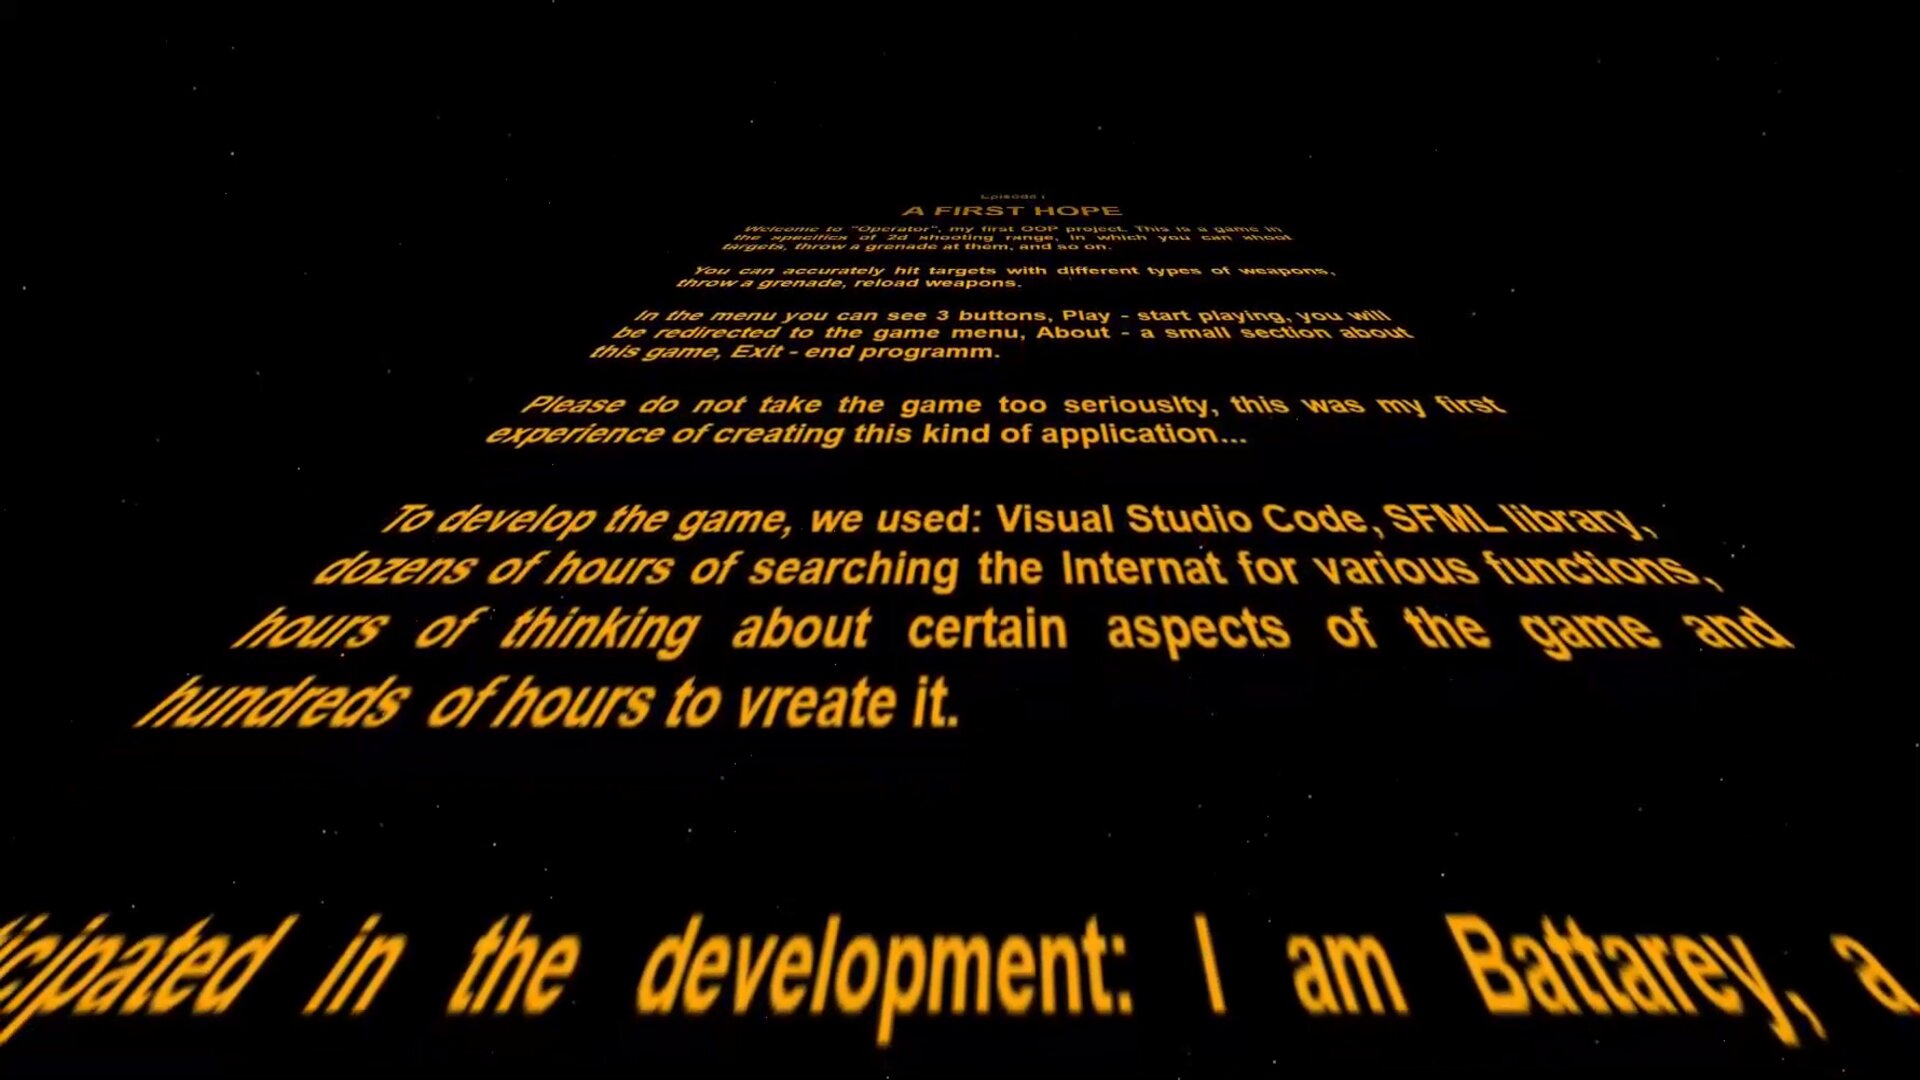 Episode I
A FIRST HOPE
Welcome to "Operator", my first OOP project. This is a game in
the specifics of 2d shooting range, in which you can shoot
targets, throw a grenade at them, and so on.
You can accurately hit targets with different types of weapons,
throw a grenade, reload weapons.
In the menu you can see 3 buttons, Play - start playing, you will
be redirected to the game menu, About - a small section about
this game, Exit - end programm.
Please do not take the game too seriouslty, this was my first
experience of creating this kind of application...
To develop the game, we used: Visual Studio Code, SFML library,
dozens of hours of searching the Internat for various functions,
hours of thinking about certain aspects of the game and
hundreds of hours to vreate it.
icipated in the development: I am Battarey, a